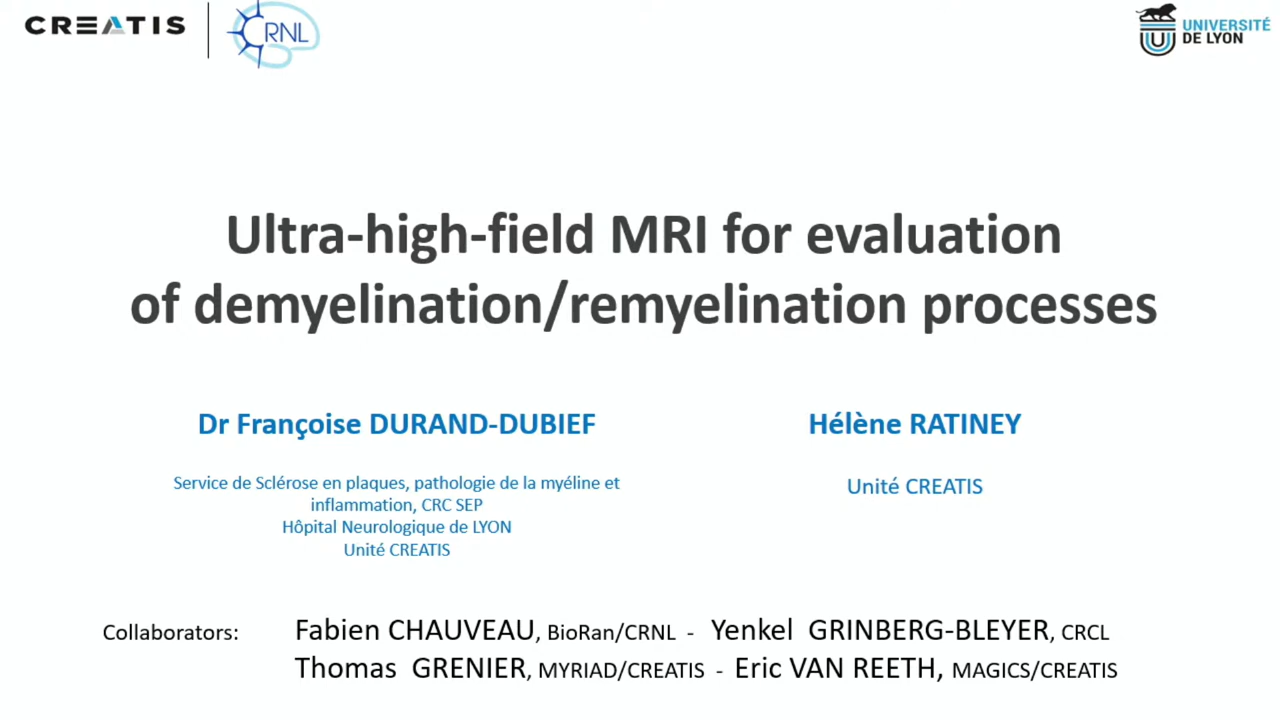 CREATIS
CRNL
UNIVERSITÉ
DE LYON
Ultra-high-field MRI for evaluation
of demyelination/remyelination processes
Dr Françoise DURAND-DUBIEF
Service de Sclérose en plaques, pathologie de la myéline et
inflammation, CRC SEP
Hôpital Neurologique de LYON
Unité CREATIS
Hélène RATINEY
Unité CREATIS
Collaborators: Fabien CHAUVEAU, BioRan/CRNL - Yenkel GRINBERG-BLEYER, CRCL
Thomas GRENIER, MYRIAD/CREATIS - Eric VAN REETH, MAGICS/CREATIS